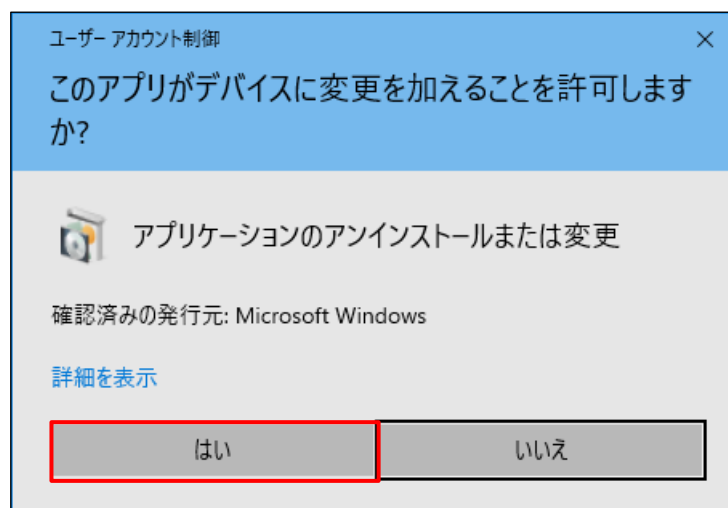 ユーザー アカウント制御
このアプリがデバイスに変更を加えることを許可します
か?
アプリケーションのアンインストールまたは変更
確認済みの発行元: Microsoft Windows
詳細を表示
はい
いいえ